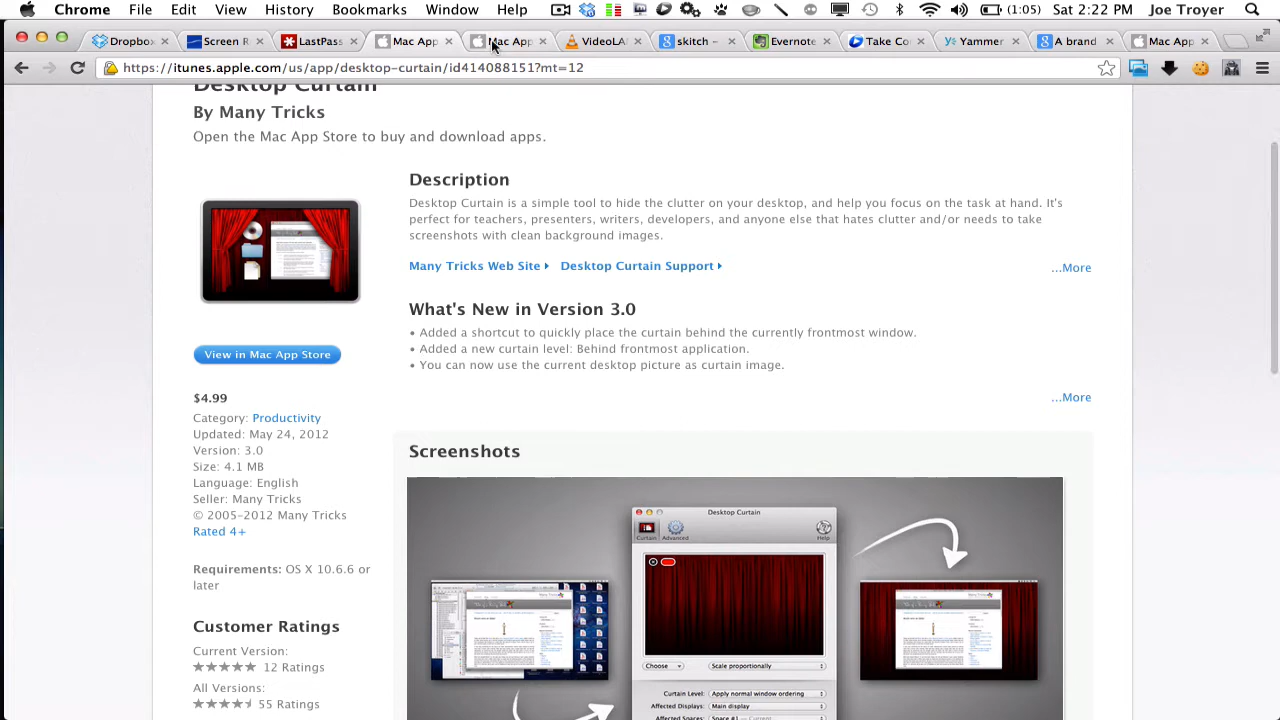 Chrome File Edit View History Bookmarks Window Help (1:05) Sat 2:22 PM Joe Troyer
Dropbox Screen R LastPass Mac App Mac App VideoLA skitch - Evernote Take Co Yammer A brand Mac App
https://itunes.apple.com/us/app/desktop-curtain/id414088151?mt=12
Desktop Curtain
By Many Tricks
Open the Mac App Store to buy and download apps.
Description
Desktop Curtain is a simple tool to hide the clutter on your desktop, and help you focus on the task at hand. It's
perfect for teachers, presenters, writers, developers, and anyone else that hates clutter and/or needs to take
screenshots with clean background images.
Many Tricks Web Site Desktop Curtain Support ...More
What's New in Version 3.0
• Added a shortcut to quickly place the curtain behind the currently frontmost window.
• Added a new curtain level: Behind frontmost application.
• You can now use the current desktop picture as curtain image.
...More
View in Mac App Store
$4.99
Category: Productivity
Updated: May 24, 2012
Version: 3.0
Size: 4.1 MB
Language: English
Seller: Many Tricks
© 2005-2012 Many Tricks
Rated 4+
Requirements: OS X 10.6.6 or
later
Customer Ratings
Current Version:
12 Ratings
All Versions:
55 Ratings
Screenshots
Desktop Curtain
Curtain Advanced Help
Choose Scale proportionally
Curtain Level: Apply normal window ordering
Affected Displays: Main display
Affected Spaces: Space #1 — Current